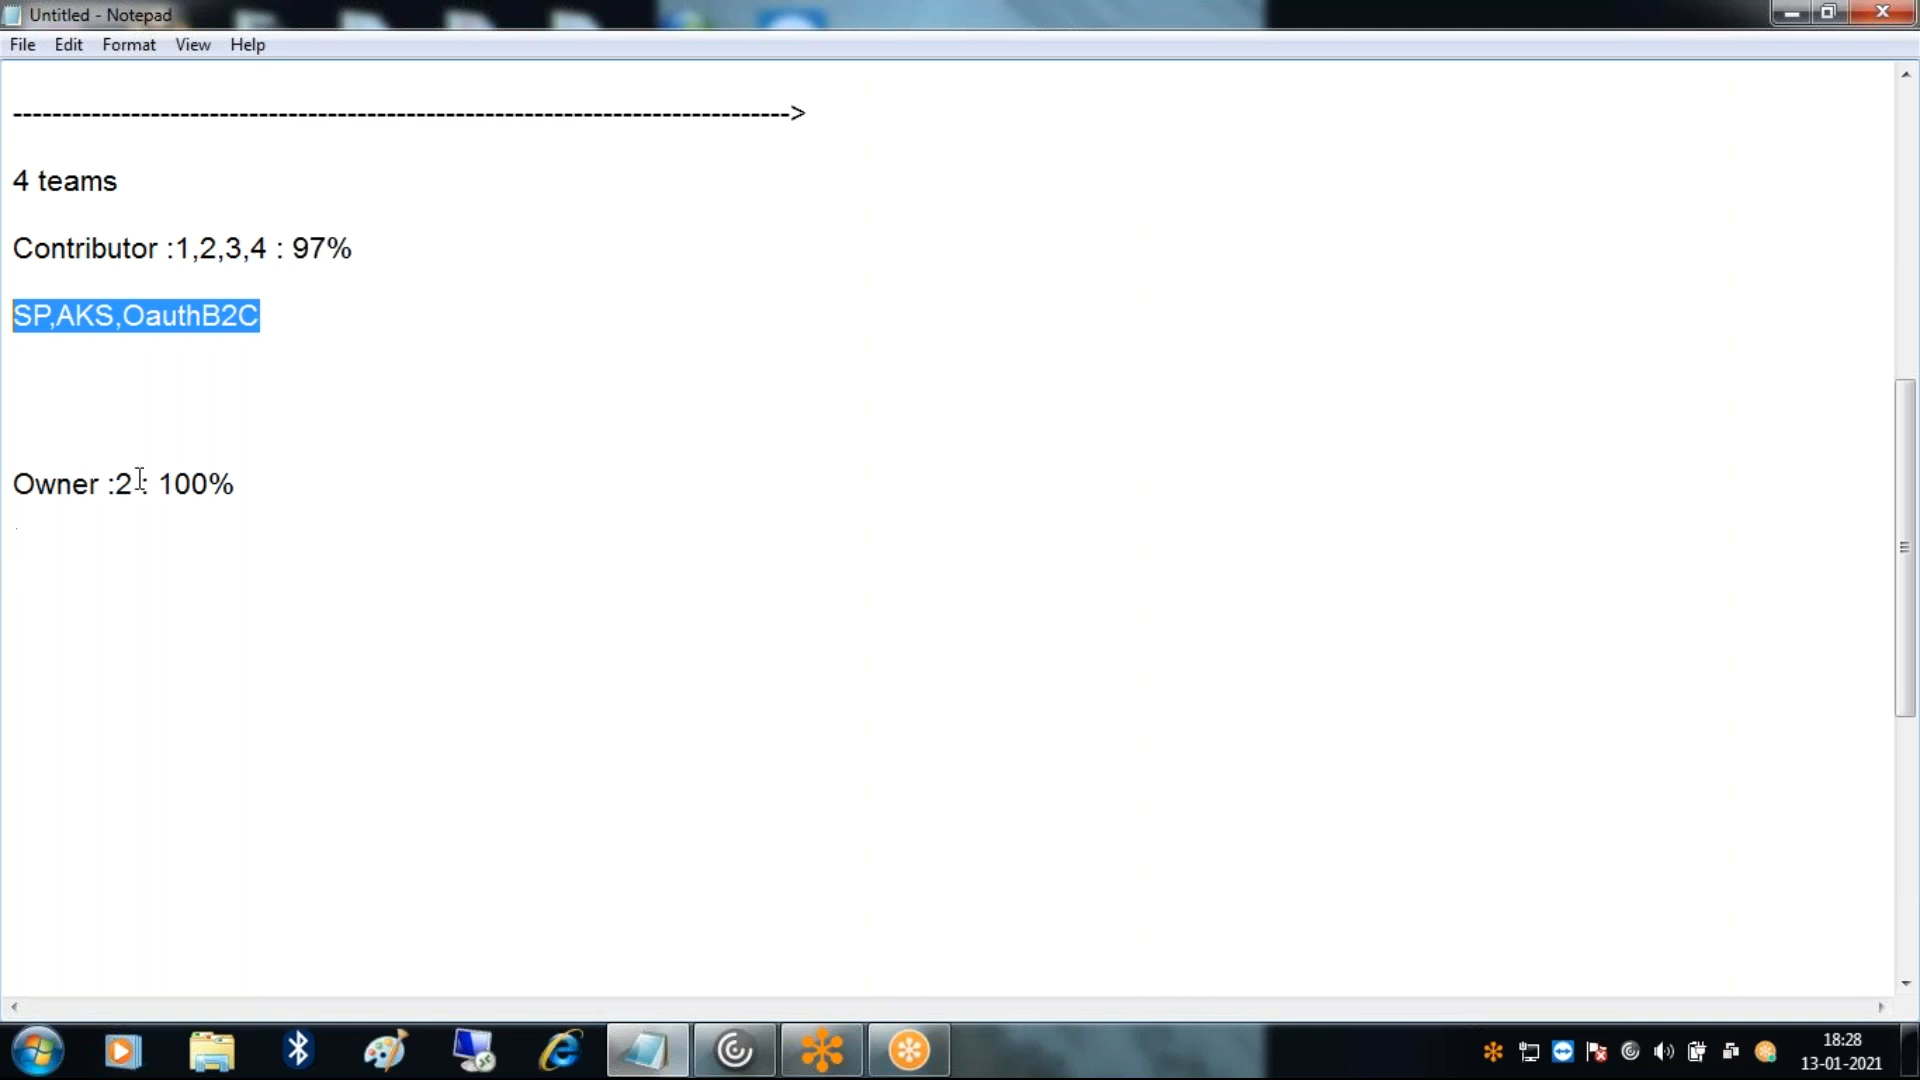 Untitled - Notepad
File Edit Format View Help
------------------------------------------------------------------------------->
4 teams
Contributor :1,2,3,4 : 97%
SP,AKS,OauthB2C
Owner :2 : 100%
18:28
13-01-2021